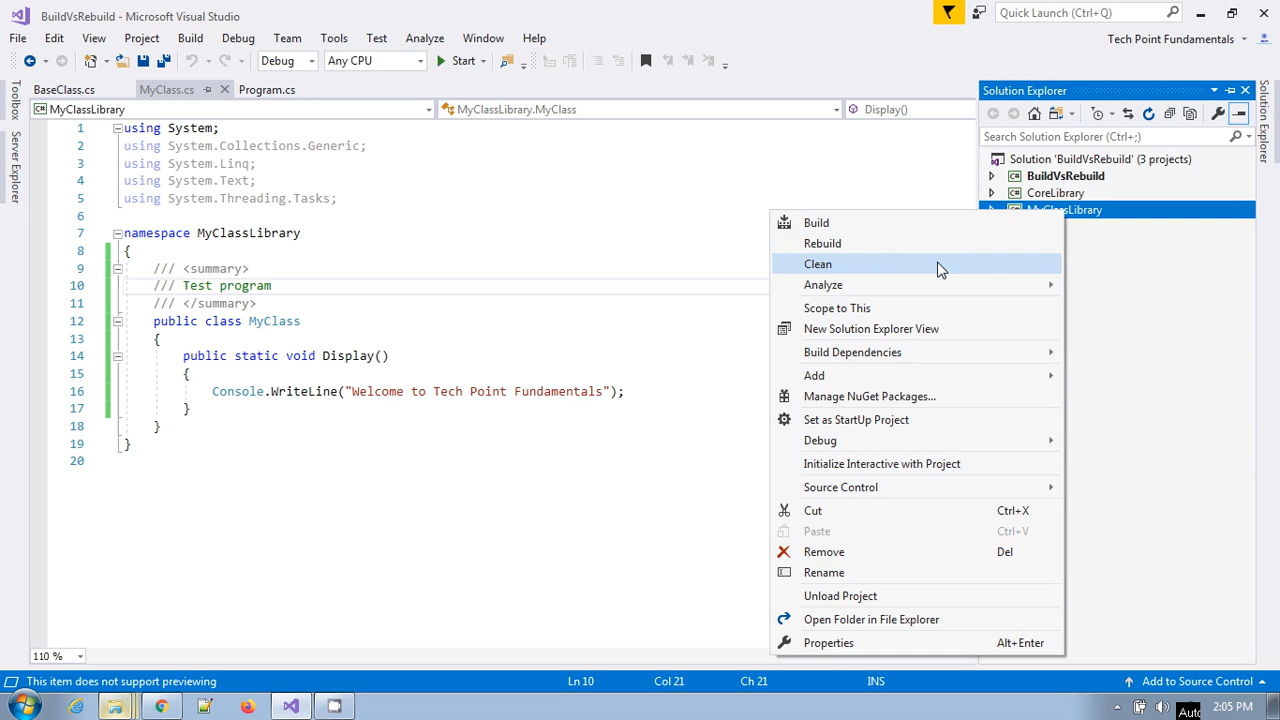 BuildVsRebuild - Microsoft Visual Studio
Quick Launch (Ctrl+Q)
File Edit View Project Build Debug Team Tools Test Analyze Window Help
Tech Point Fundamentals
Debug Any CPU Start
BaseClass.cs MyClass.cs Program.cs
MyClassLibrary MyClassLibrary.MyClass Display()
Toolbox
Server Explorer
1 using System;
2 using System.Collections.Generic;
3 using System.Linq;
4 using System.Text;
5 using System.Threading.Tasks;
6
7 namespace MyClassLibrary
8 {
9 /// <summary>
10 /// Test program
11 /// </summary>
12 public class MyClass
13 {
14 public static void Display()
15 {
16 Console.WriteLine("Welcome to Tech Point Fundamentals");
17 }
18 }
19 }
20
110 %
Solution Explorer
Search Solution Explorer (Ctrl+;)
Solution 'BuildVsRebuild' (3 projects)
BuildVsRebuild
CoreLibrary
MyClassLibrary
Solution Explorer
Team Explorer
Build
Rebuild
Clean
Analyze
Scope to This
New Solution Explorer View
Build Dependencies
Add
Manage NuGet Packages...
Set as StartUp Project
Debug
Initialize Interactive with Project
Source Control
Cut Ctrl+X
Paste Ctrl+V
Remove Del
Rename
Unload Project
Open Folder in File Explorer
Properties Alt+Enter
This item does not support previewing Ln 10 Col 21 Ch 21 INS Add to Source Control
Auto
2:05 PM